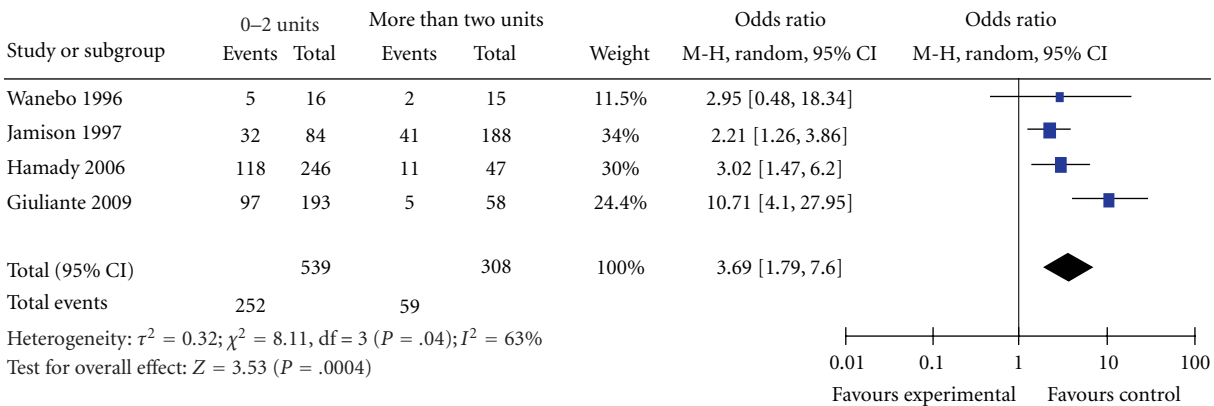 0–2 units More than two units Odds ratio Odds ratio
Study or subgroup Events Total Events Total Weight M-H, random, 95% CI M-H, random, 95% CI
Wanebo 1996 5 16 2 15 11.5% 2.95 [0.48, 18.34]
Jamison 1997 32 84 41 188 34% 2.21 [1.26, 3.86]
Hamady 2006 118 246 11 47 30% 3.02 [1.47, 6.2]
Giuliante 2009 97 193 5 58 24.4% 10.71 [4.1, 27.95]
Total (95% CI) 539 308 100% 3.69 [1.79, 7.6]
Total events 252 59
Heterogeneity: τ² = 0.32; χ² = 8.11, df = 3 (P = .04); I² = 63%
Test for overall effect: Z = 3.53 (P = .0004)
0.01 0.1 1 10 100
Favours experimental Favours control